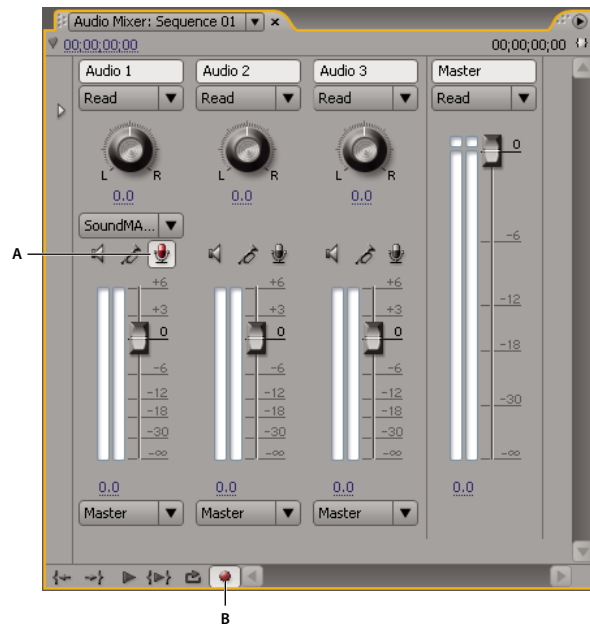 Audio Mixer: Sequence 01
00;00;00;00 00;00;00;00
Audio 1 Audio 2 Audio 3 Master
Read Read Read Read
L R L R L R
0.0 0.0 0.0
SoundMA...
A
+6 +6 +6
+3 +3 +3
0 0 0
-6 -6 -6
-12 -12 -12
-18 -18 -18
-30 -30 -30
-∞ -∞ -∞
0
-6
-12
-18
-30
-∞
0.0 0.0 0.0 0.0
Master Master Master
B